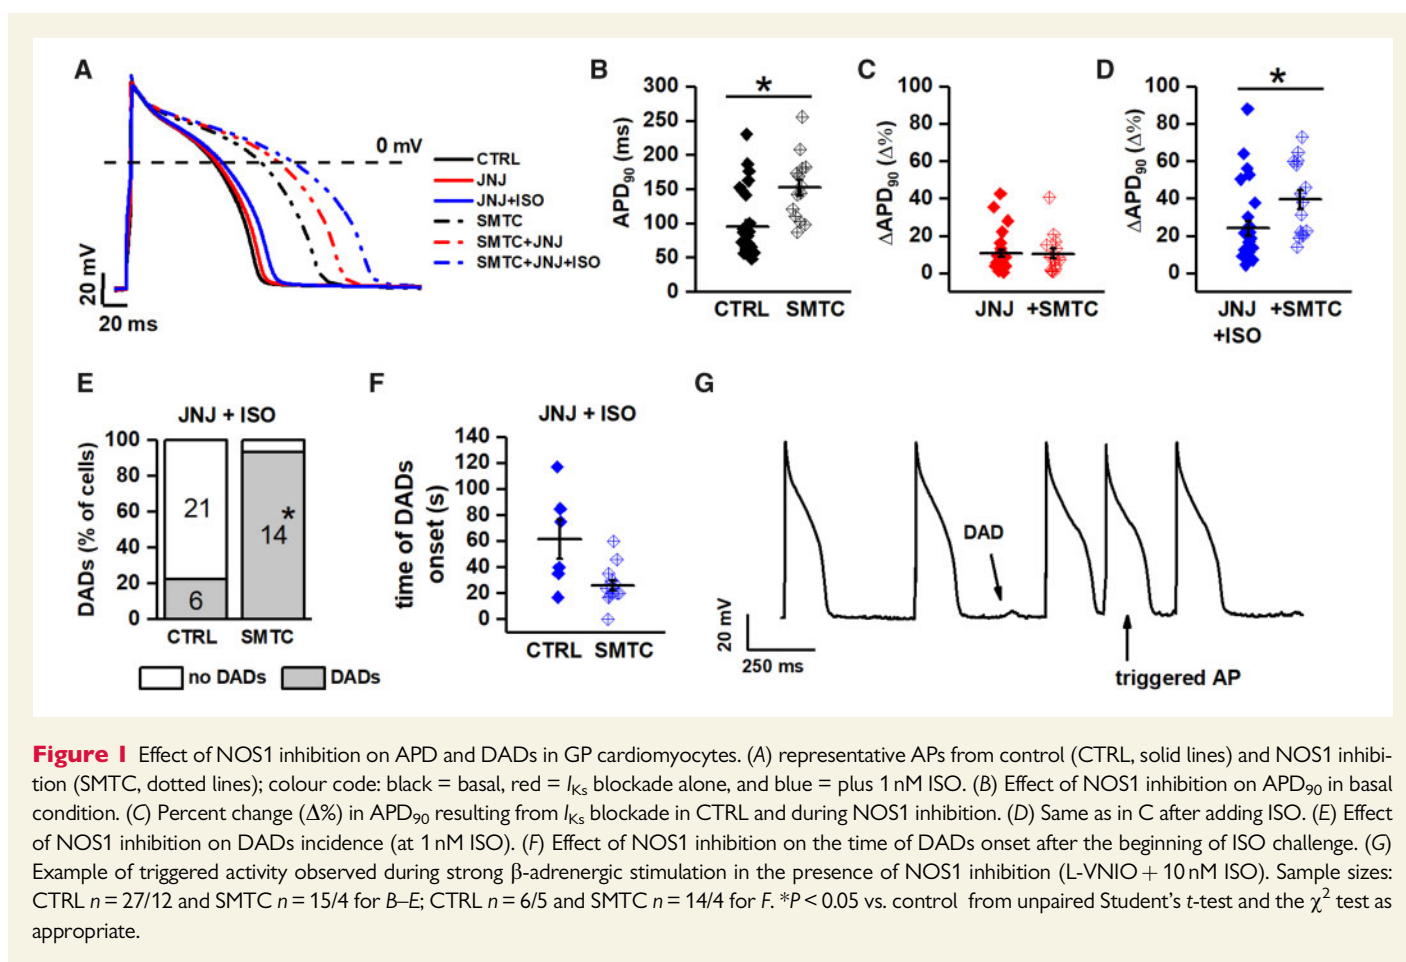 A
0 mV
CTRL
JNJ
JNJ+ISO
SMTC
SMTC+JNJ
SMTC+JNJ+ISO
20 mV
20 ms
B
*
APD90 (ms)
300
250
200
150
100
50
0
CTRL SMTC
C
ΔAPD90 (Δ%)
100
80
60
40
20
0
JNJ +SMTC
D
*
ΔAPD90 (Δ%)
100
80
60
40
20
0
JNJ +SMTC
+ISO
E
JNJ + ISO
DADs (% of cells)
100
80
60
40
20
0
21
6
*
14
CTRL SMTC
no DADs DADs
F
JNJ + ISO
time of DADs
onset (s)
140
120
100
80
60
40
20
0
CTRL SMTC
G
DAD
20 mV
250 ms
triggered AP
Figure 1 Effect of NOS1 inhibition on APD and DADs in GP cardiomyocytes. (A) representative APs from control (CTRL, solid lines) and NOS1 inhibi-
tion (SMTC, dotted lines); colour code: black = basal, red = IKs blockade alone, and blue = plus 1 nM ISO. (B) Effect of NOS1 inhibition on APD90 in basal
condition. (C) Percent change (Δ%) in APD90 resulting from IKs blockade in CTRL and during NOS1 inhibition. (D) Same as in C after adding ISO. (E) Effect
of NOS1 inhibition on DADs incidence (at 1 nM ISO). (F) Effect of NOS1 inhibition on the time of DADs onset after the beginning of ISO challenge. (G)
Example of triggered activity observed during strong β-adrenergic stimulation in the presence of NOS1 inhibition (L-VNIO + 10 nM ISO). Sample sizes:
CTRL n = 27/12 and SMTC n = 15/4 for B–E; CTRL n = 6/5 and SMTC n = 14/4 for F. *P < 0.05 vs. control from unpaired Student's t-test and the χ2 test as
appropriate.